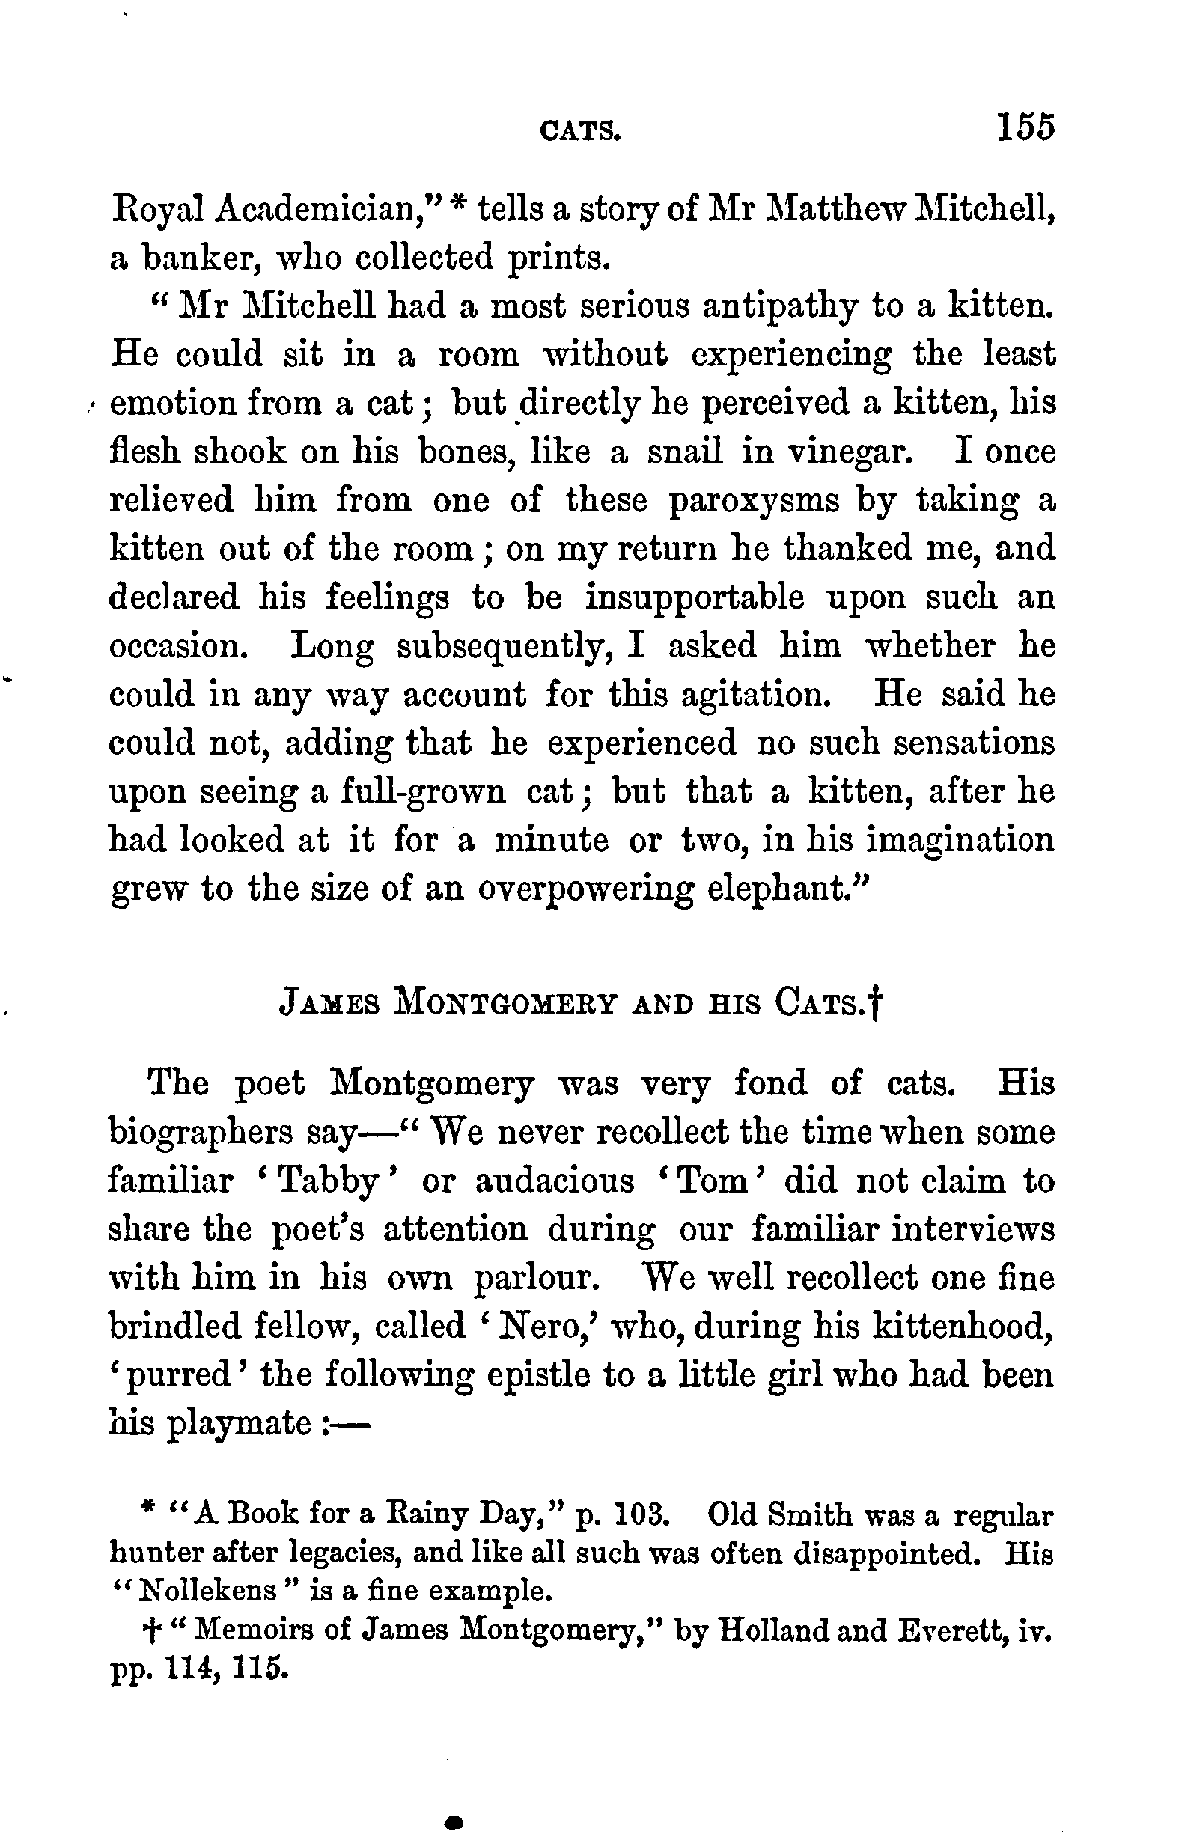 CATS. 155
Royal Academician,” * tells a story of Mr Matthew Mitchell,
a banker, who collected prints.
“ Mr Mitchell had a most serious antipathy to a kitten.
He could sit in a room without experiencing the least
emotion from a cat ; but directly he perceived a kitten, his
flesh shook on his bones, like a snail in vinegar. I once
relieved him from one of these paroxysms by taking a
kitten out of the room ; on my return he thanked me, and
declared his feelings to be insupportable upon such an
occasion. Long subsequently, I asked him whether he
could in any way account for this agitation. He said he
could not, adding that he experienced no such sensations
upon seeing a full-grown cat ; but that a kitten, after he
had looked at it for a minute or two, in his imagination
grew to the size of an overpowering elephant.”
JAMES MONTGOMERY AND HIS CATS.†
The poet Montgomery was very fond of cats. His
biographers say—“ We never recollect the time when some
familiar ‘ Tabby ’ or audacious ‘ Tom ’ did not claim to
share the poet’s attention during our familiar interviews
with him in his own parlour. We well recollect one fine
brindled fellow, called ‘ Nero,’ who, during his kittenhood,
‘ purred ’ the following epistle to a little girl who had been
his playmate :—
* “A Book for a Rainy Day,” p. 103. Old Smith was a regular
hunter after legacies, and like all such was often disappointed. His
“ Nollekens ” is a fine example.
† “ Memoirs of James Montgomery,” by Holland and Everett, iv.
pp. 114, 115.